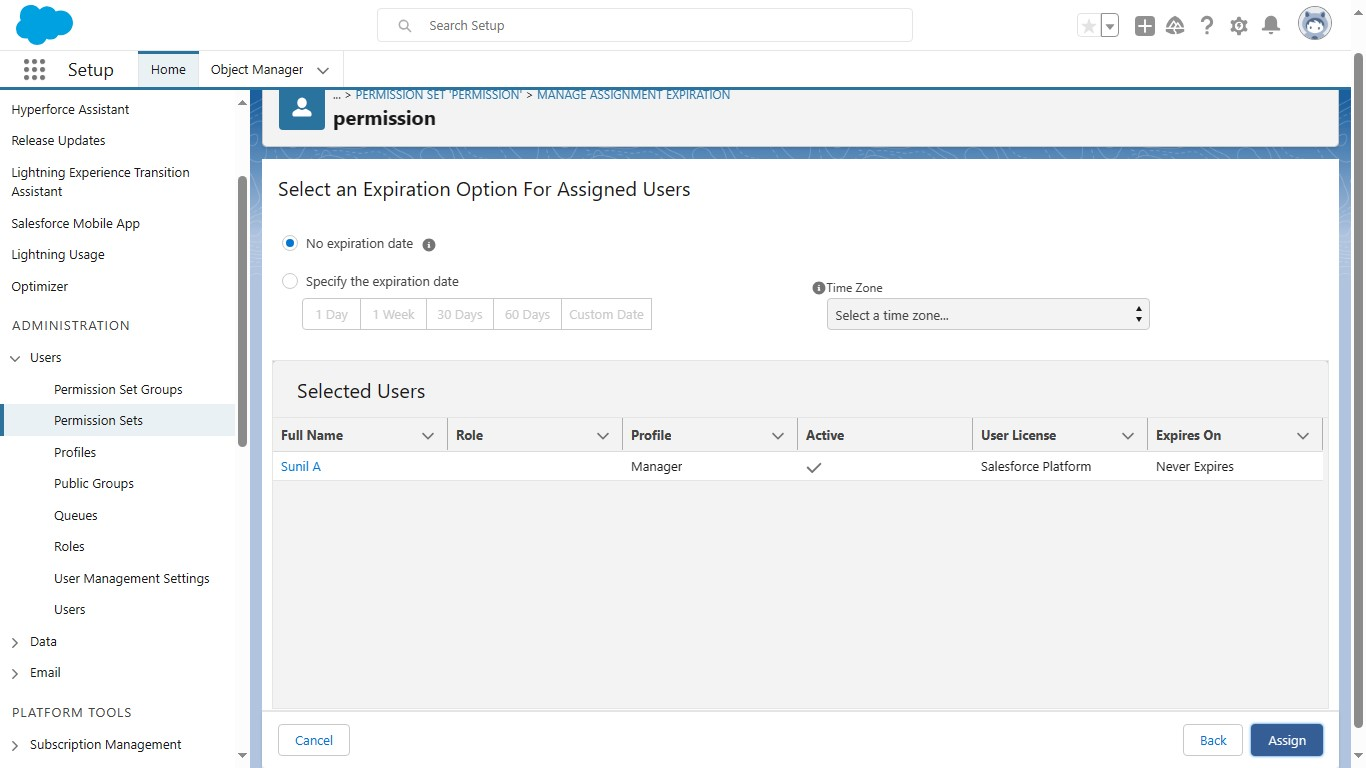 Search Setup
Setup
Home
Object Manager
Hyperforce Assistant
Release Updates
Lightning Experience Transition
Assistant
Salesforce Mobile App
Lightning Usage
Optimizer
ADMINISTRATION
Users
Permission Set Groups
Permission Sets
Profiles
Public Groups
Queues
Roles
User Management Settings
Users
Data
Email
PLATFORM TOOLS
Subscription Management
... > PERMISSION SET 'PERMISSION' > MANAGE ASSIGNMENT EXPIRATION
permission
Select an Expiration Option For Assigned Users
No expiration date
Specify the expiration date
1 Day 1 Week 30 Days 60 Days Custom Date
Time Zone
Select a time zone...
Selected Users
Full Name Role Profile Active User License Expires On
Sunil A Manager Salesforce Platform Never Expires
Cancel Back Assign